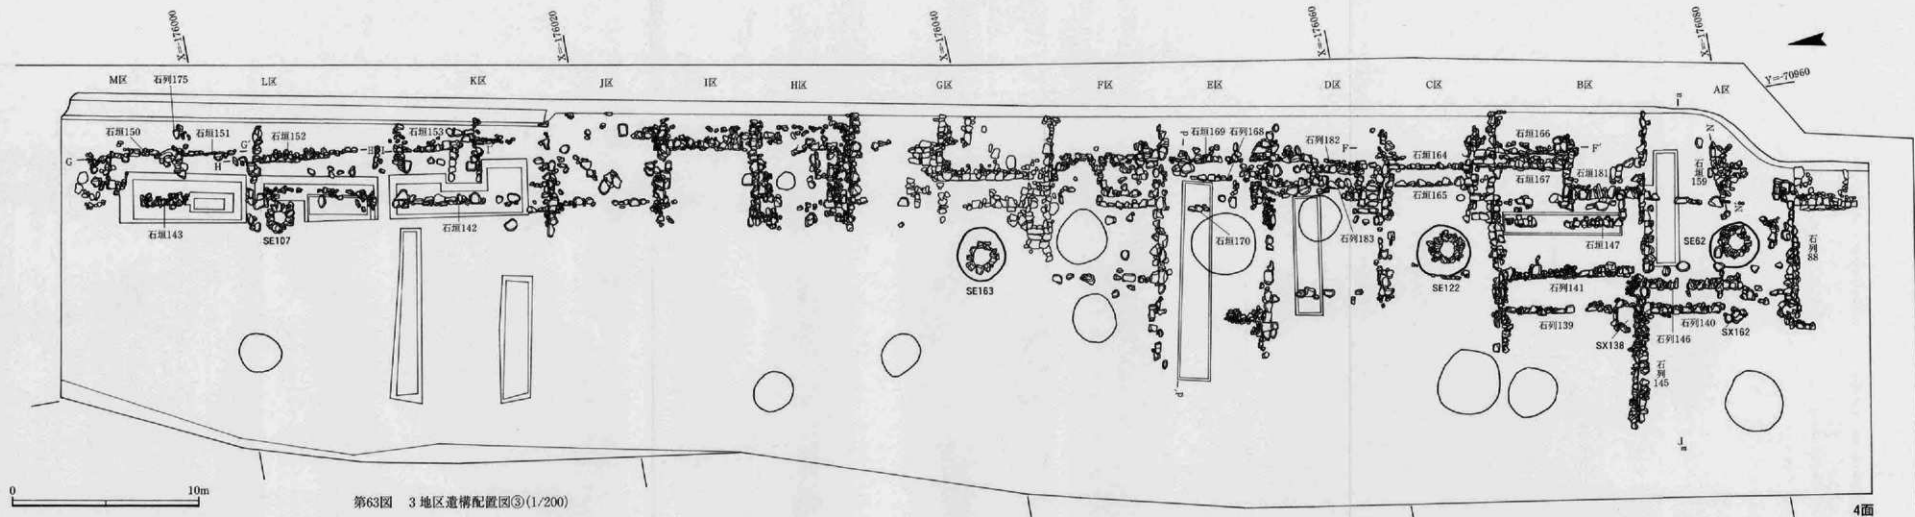 X=-176000
X=-176020
X=-176040
X=-176060
X=-176080
Y=-70960
M区
石列175
L区
K区
J区
I区
H区
G区
F区
E区
D区
C区
B区
A区
石垣150
石垣151
石垣152
石垣153
G
G'
H
石垣143
SE107
石垣142
SE163
石垣169
石列168
石列182
F
石垣164
石垣165
石垣166
F'
石垣167
石垣181
石垣170
石列183
SE122
石垣147
石垣159
N
SE62
石列88
石列141
石列139
SX138
石列146
石列140
SX162
石列145
0
10m
第63図 3地区遺構配置図③(1/200)
4面